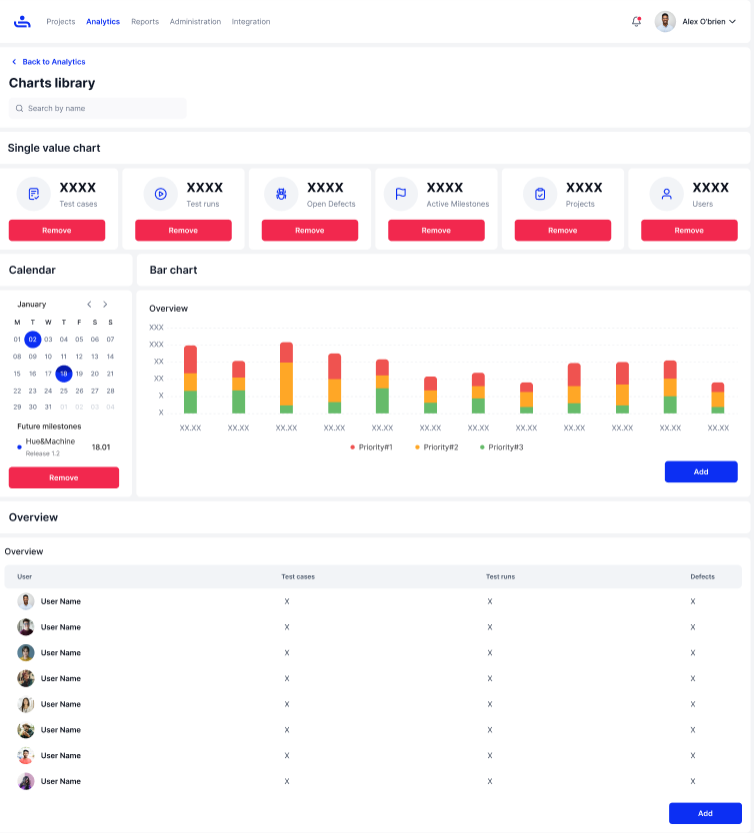 Projects Analytics Reports Administration Integration Alex O'brien
Back to Analytics
Charts library
Search by name
Single value chart
XXXX
Test cases
Remove
XXXX
Test runs
Remove
XXXX
Open Defects
Remove
XXXX
Active Milestones
Remove
XXXX
Projects
Remove
XXXX
Users
Remove
Calendar
January
M T W T F S S
01 02 03 04 05 06 07
08 09 10 11 12 13 14
15 16 17 18 19 20 21
22 23 24 25 26 27 28
29 30 31 01 02 03 04
Future milestones
Hue&Machine 18.01
Release 1.2
Remove
Bar chart
Overview
XXX
XXX
XX
XX
X
X
XX.XX XX.XX XX.XX XX.XX XX.XX XX.XX XX.XX XX.XX XX.XX XX.XX XX.XX XX.XX
Priority#1 Priority#2 Priority#3
Add
Overview
Overview
User Test cases Test runs Defects
User Name X X X
User Name X X X
User Name X X X
User Name X X X
User Name X X X
User Name X X X
User Name X X X
User Name X X X
Add